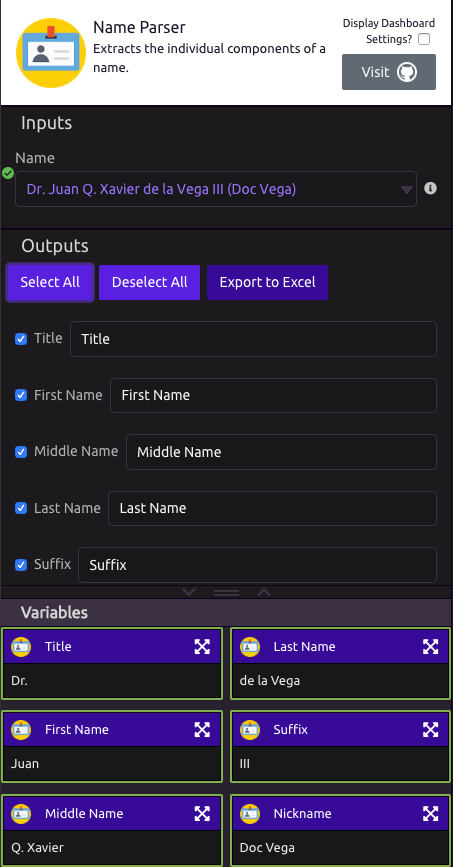 Name Parser
Extracts the individual components of a
name.
Display Dashboard
Settings?
Visit
Inputs
Name
Dr. Juan Q. Xavier de la Vega III (Doc Vega)
Outputs
Select All
Deselect All
Export to Excel
Title
Title
First Name
First Name
Middle Name
Middle Name
Last Name
Last Name
Suffix
Suffix
Variables
Title
Dr.
Last Name
de la Vega
First Name
Juan
Suffix
III
Middle Name
Q. Xavier
Nickname
Doc Vega